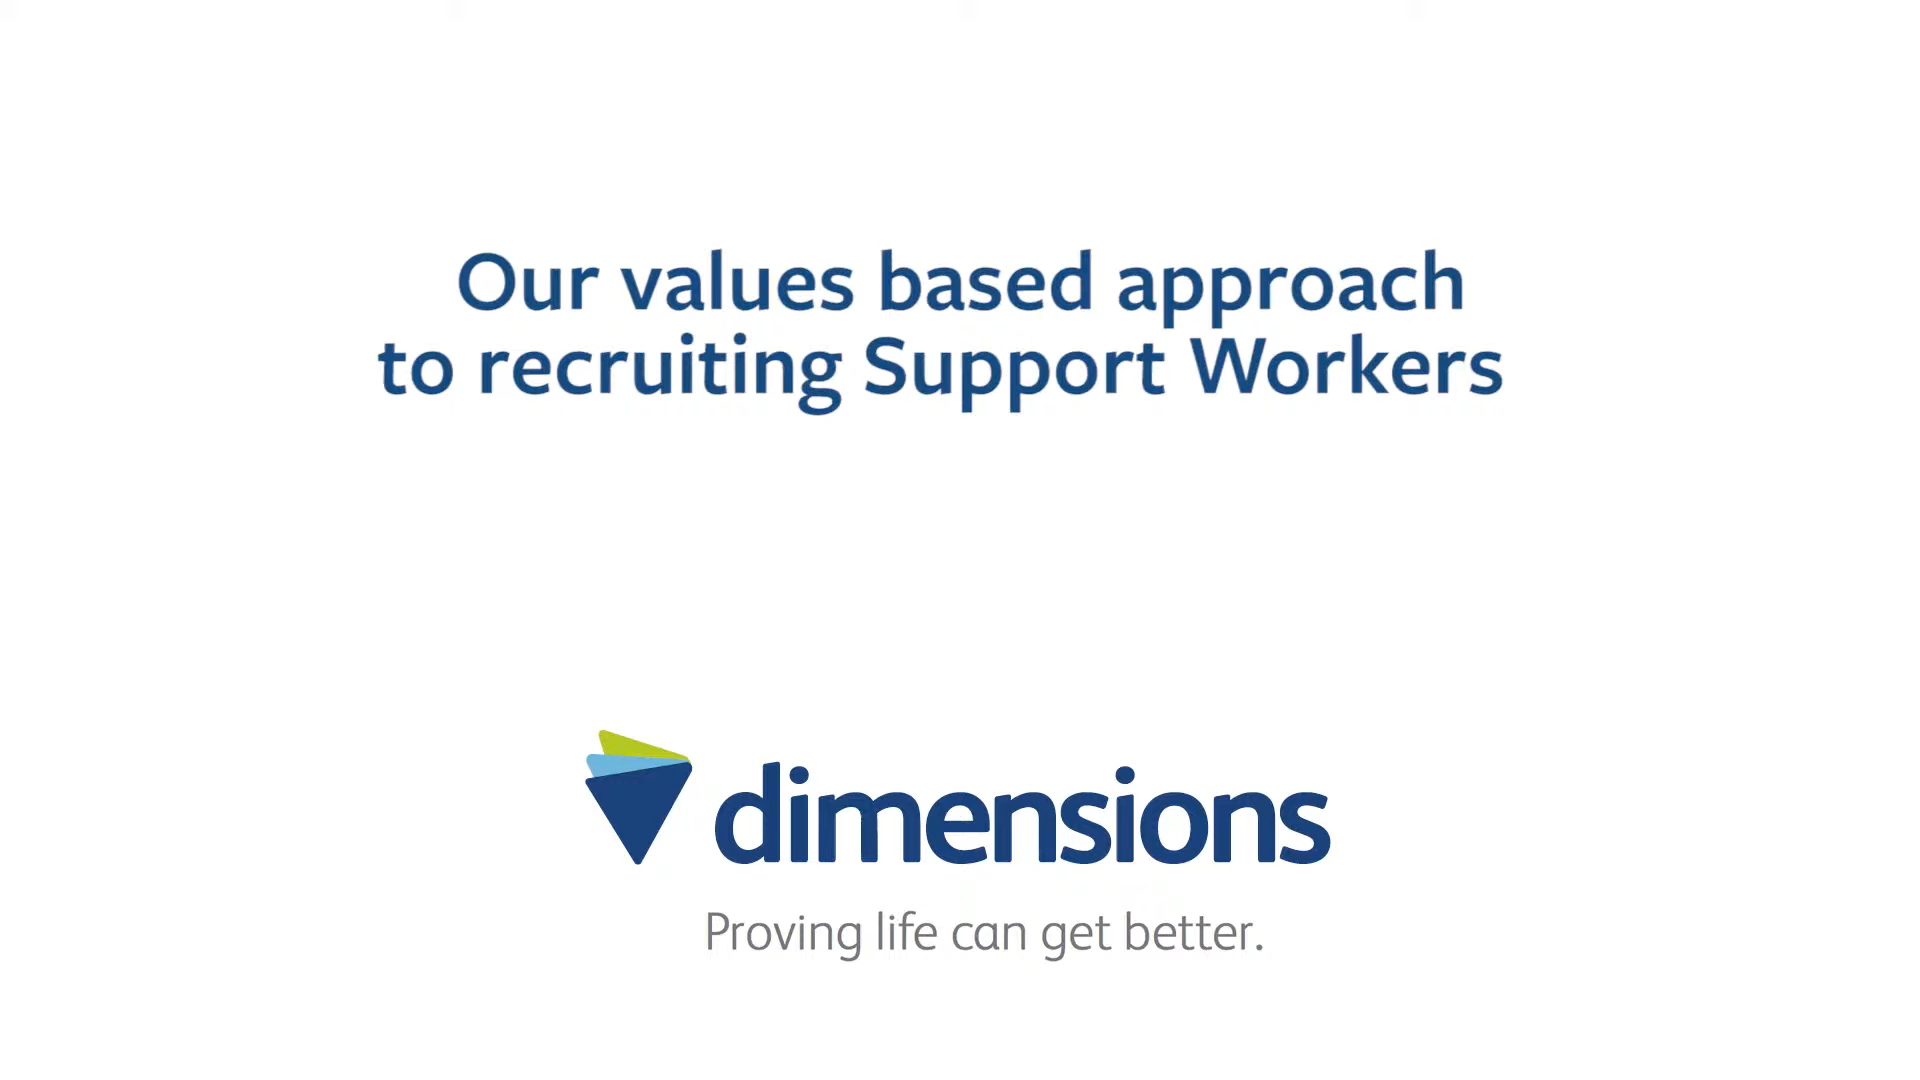 Our values based approach
to recruiting Support Workers
dimensions
Proving life can get better.